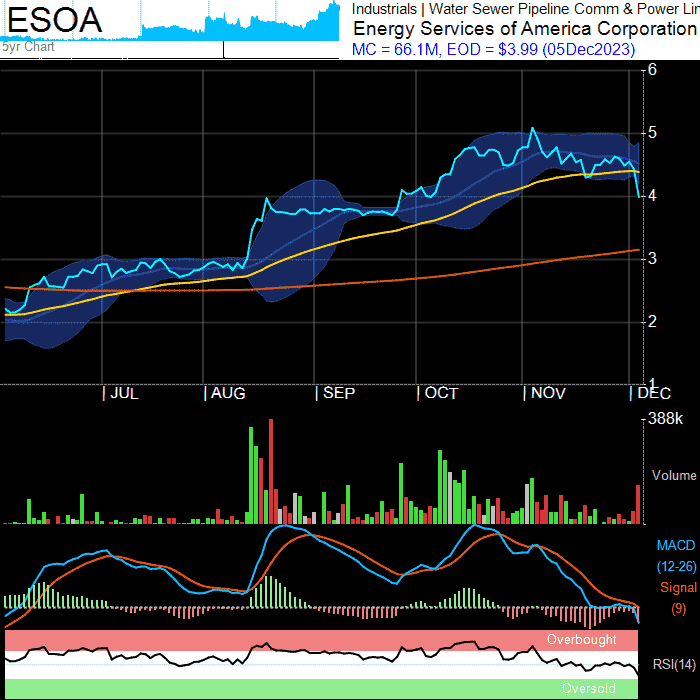 ESOA
5yr Chart
Industrials | Water Sewer Pipeline Comm & Power Lin
Energy Services of America Corporation
MC = 66.1M, EOD = $3.99 (05Dec2023)
6
5
4
3
2
1
| JUL | AUG | SEP | OCT | NOV | DEC
388k
Volume
MACD
(12-26)
Signal
(9)
Overbought
RSI(14)
Oversold